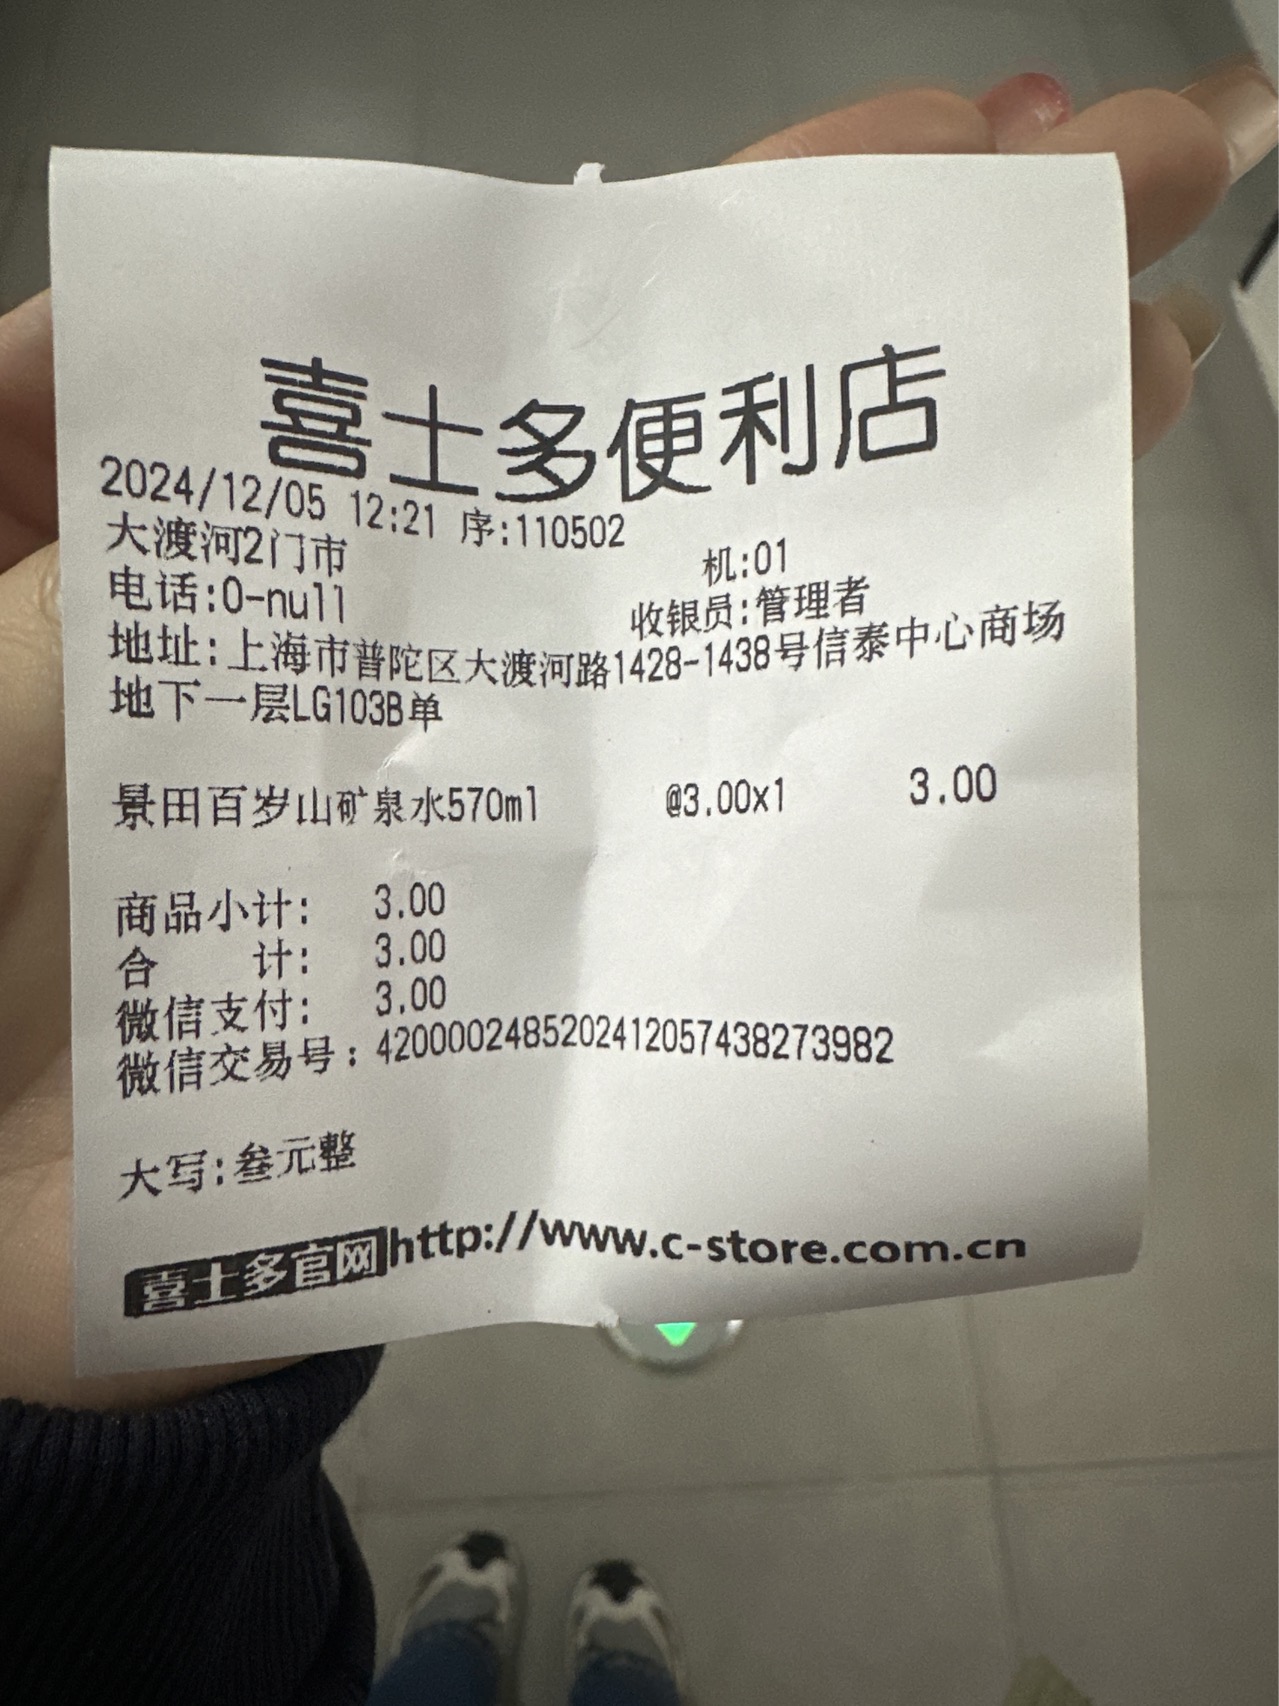 喜士多便利店
2024/12/05 12:21 序:110502
大渡河2门市 机:01
电话:0-null 收银员:管理者
地址:上海市普陀区大渡河路1428-1438号信泰中心商场
地下一层LG103B单
景田百岁山矿泉水570ml @3.00x1 3.00
商品小计: 3.00
合 计: 3.00
微信支付: 3.00
微信交易号: 4200002485202412057438273982
大写:叁元整
喜士多官网http://www.c-store.com.cn